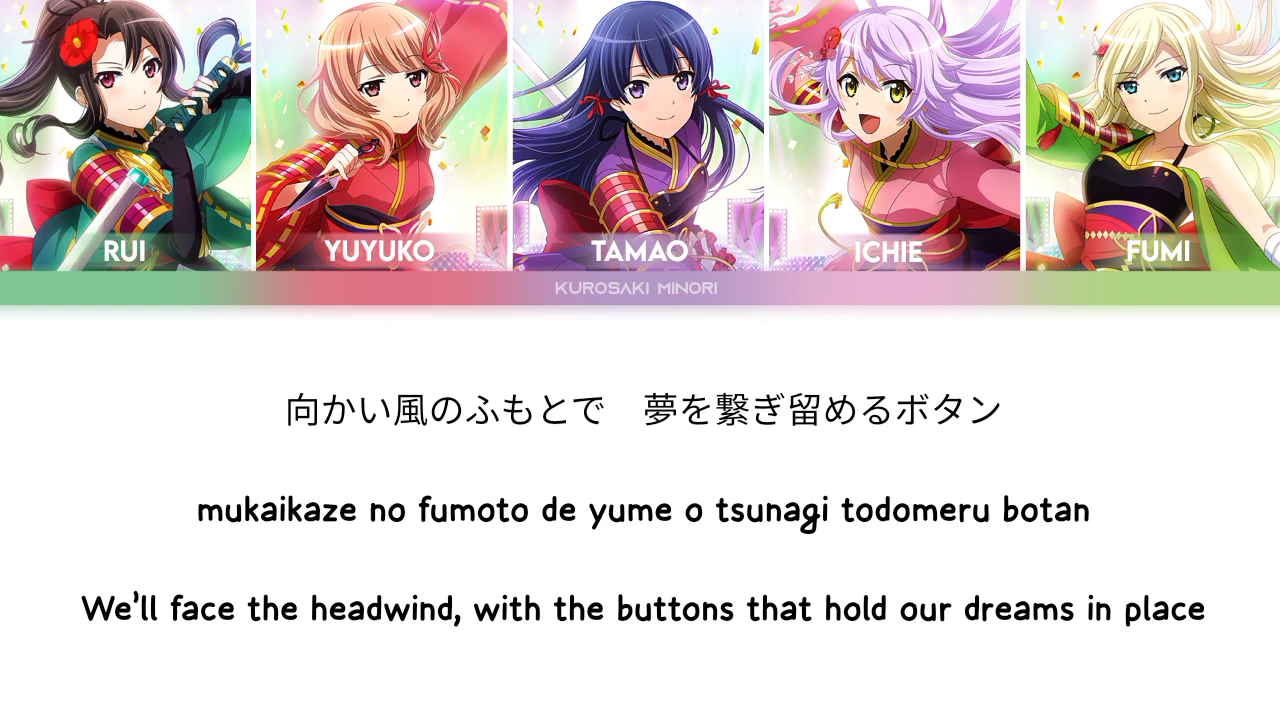 RUI YUYUKO TAMAO ICHIE FUMI
KUROSAKI MINORI
向かい風のふもとで　夢を繋ぎ留めるボタン
mukaikaze no fumoto de yume o tsunagi todomeru botan
We'll face the headwind, with the buttons that hold our dreams in place